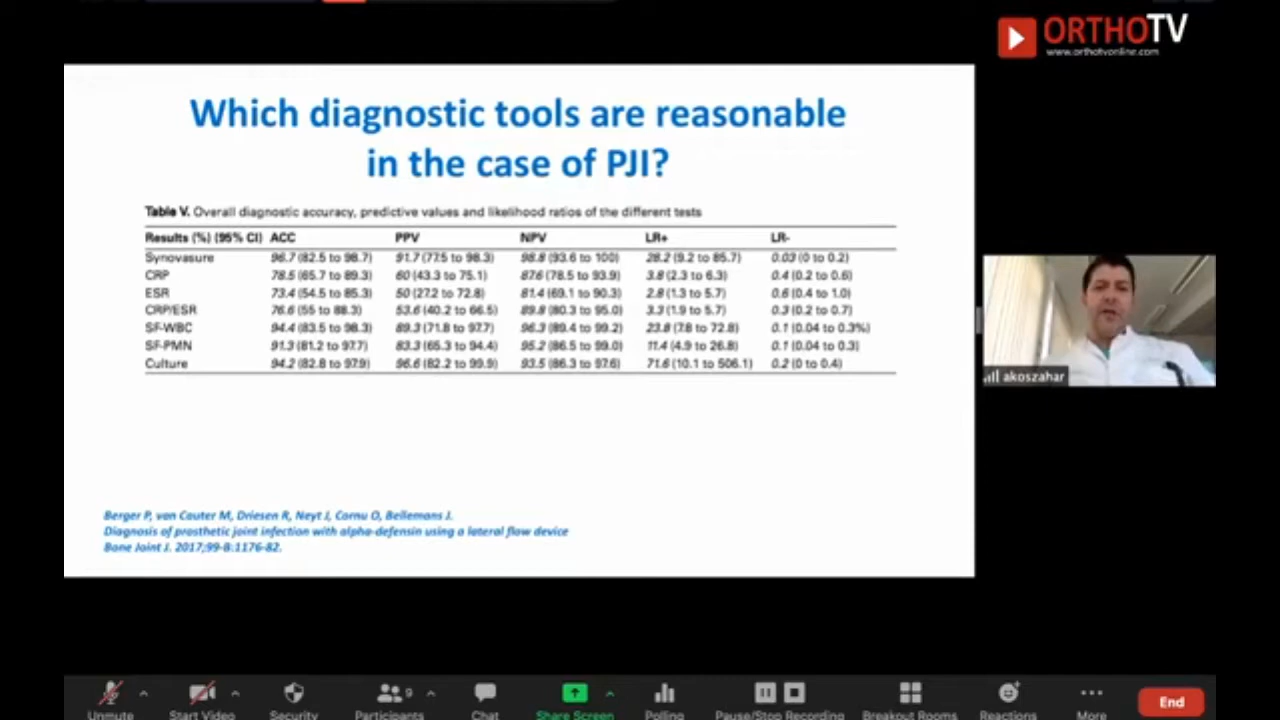 ORTHOTV
www.orthotvonline.com
Which diagnostic tools are reasonable
in the case of PJI?
Table V. Overall diagnostic accuracy, predictive values and likelihood ratios of the different tests
Results (%) (95% CI) ACC PPV NPV LR+ LR-
Synovasure 96.7 (82.5 to 98.7) 91.7 (77.5 to 98.3) 98.8 (93.6 to 100) 28.2 (9.2 to 85.7) 0.03 (0 to 0.2)
CRP 78.5 (65.7 to 89.3) 60 (43.3 to 75.1) 87.6 (78.5 to 93.9) 3.8 (2.3 to 6.3) 0.4 (0.2 to 0.6)
ESR 73.4 (54.5 to 85.3) 50 (27.2 to 72.8) 81.4 (69.1 to 90.3) 2.8 (1.3 to 5.7) 0.6 (0.4 to 1.0)
CRP/ESR 76.6 (55 to 88.3) 53.6 (40.2 to 66.5) 89.8 (80.3 to 95.0) 3.3 (1.9 to 5.7) 0.3 (0.2 to 0.7)
SF-WBC 94.4 (83.5 to 98.3) 89.3 (71.8 to 97.7) 96.3 (89.4 to 99.2) 23.8 (7.8 to 72.8) 0.1 (0.04 to 0.3%)
SF-PMN 91.3 (81.2 to 97.7) 83.3 (65.3 to 94.4) 95.2 (86.5 to 99.0) 11.4 (4.9 to 26.8) 0.1 (0.04 to 0.3)
Culture 94.2 (82.8 to 97.9) 96.6 (82.2 to 99.9) 93.5 (86.3 to 97.6) 71.6 (10.1 to 506.1) 0.2 (0 to 0.4)
akoszahar
Berger P, van Cauter M, Driesen R, Neyt J, Cornu O, Bellemans J.
Diagnosis of prosthetic joint infection with alpha-defensin using a lateral flow device
Bone Joint J. 2017;99-B:1176-82.
9
Unmute Start Video Security Participants Chat Share Screen Polling Pause/Stop Recording Breakout Rooms Reactions More End